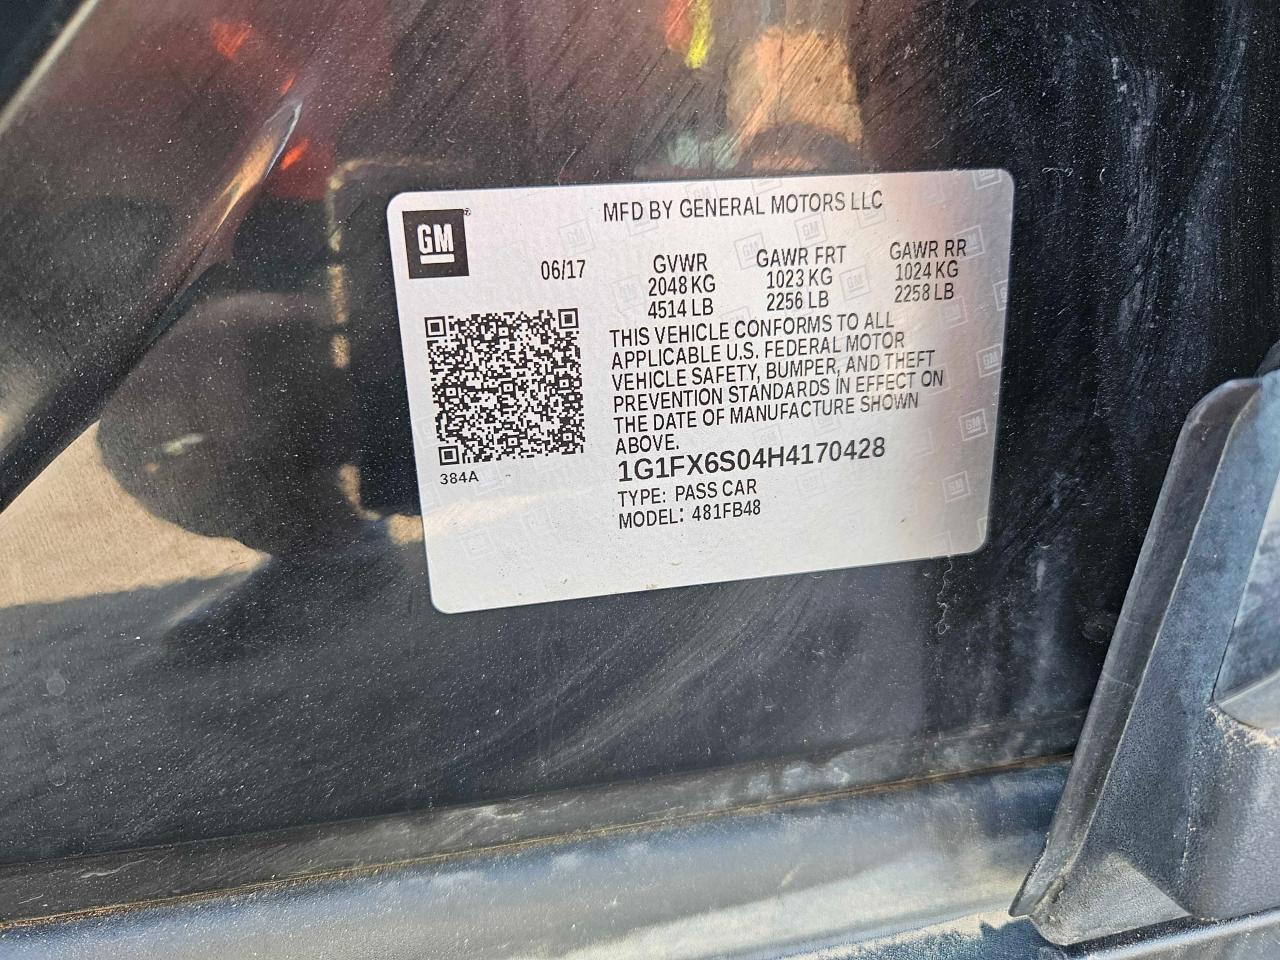 GM
MFD BY GENERAL MOTORS LLC
06/17
GVWR GAWR FRT GAWR RR
2048 KG 1023 KG 1024 KG
4514 LB 2256 LB 2258 LB
THIS VEHICLE CONFORMS TO ALL
APPLICABLE U.S. FEDERAL MOTOR
VEHICLE SAFETY, BUMPER, AND THEFT
PREVENTION STANDARDS IN EFFECT ON
THE DATE OF MANUFACTURE SHOWN
ABOVE.
384A
1G1FX6S04H4170428
TYPE: PASS CAR
MODEL: 481FB48